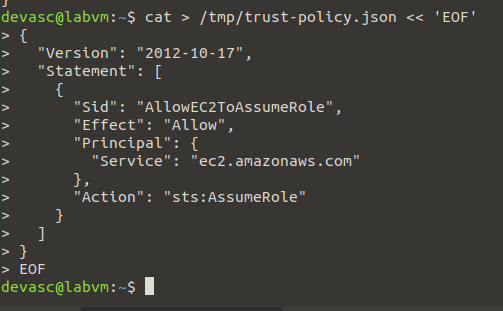 }
devasc@labvm:~$ cat > /tmp/trust-policy.json << 'EOF'
> {
>   "Version": "2012-10-17",
>   "Statement": [
>     {
>       "Sid": "AllowEC2ToAssumeRole",
>       "Effect": "Allow",
>       "Principal": {
>         "Service": "ec2.amazonaws.com"
>       },
>       "Action": "sts:AssumeRole"
>     }
>   ]
> }
> EOF
devasc@labvm:~$